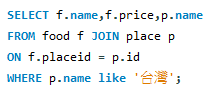 SELECT f.name,f.price,p.name
FROM food f JOIN place p
ON f.placeid = p.id
WHERE p.name like '台灣';